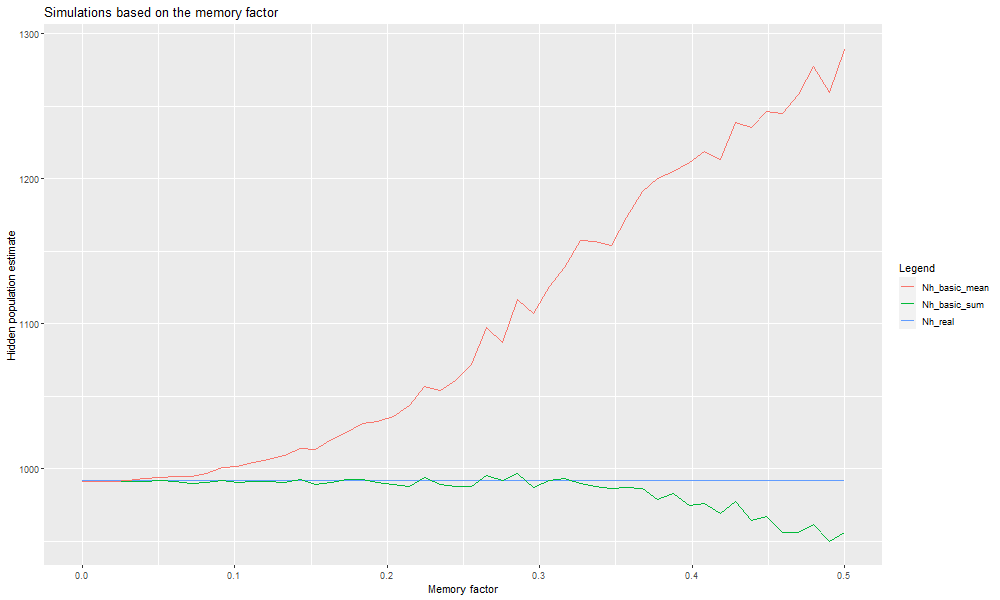 Simulations based on the memory factor
Hidden population estimate
1300
1200
1100
1000
0.0
0.1
0.2
0.3
0.4
0.5
Memory factor
Legend
Nh_basic_mean
Nh_basic_sum
Nh_real